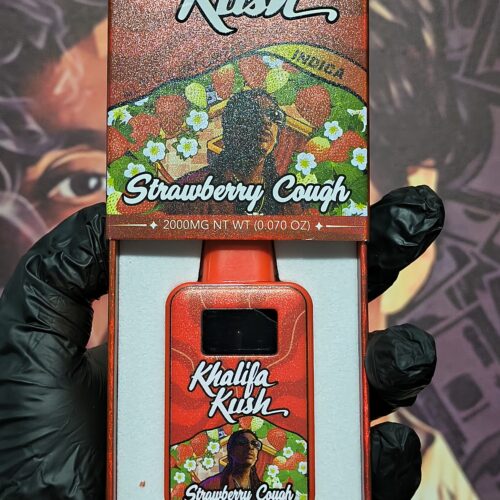 Kush
INDICA
Strawberry Cough
2000MG NT WT (0.070 OZ)
Khalifa
Kush
Strawberry Cough